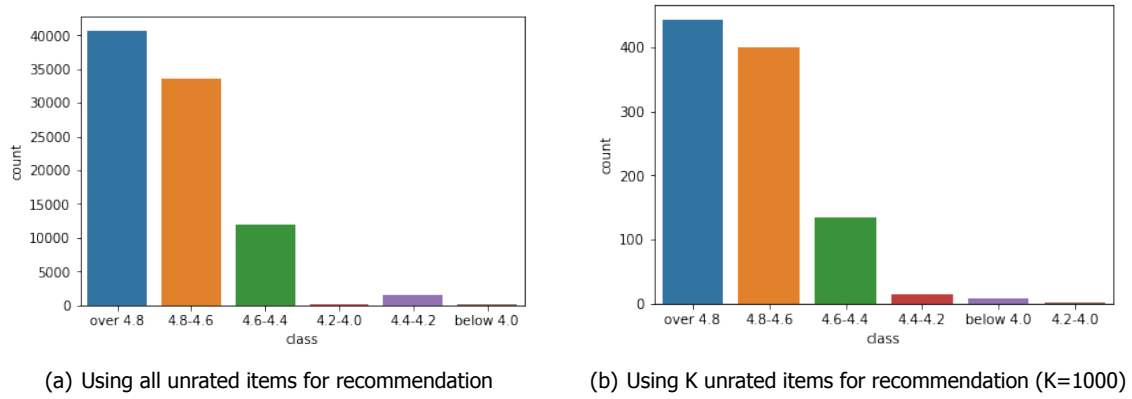 40000
35000
30000
25000
20000
15000
10000
5000
0
count
over 4.8 4.8-4.6 4.6-4.4 4.2-4.0 4.4-4.2 below 4.0
class
(a) Using all unrated items for recommendation
400
300
200
100
0
count
over 4.8 4.8-4.6 4.6-4.4 4.4-4.2 below 4.0 4.2-4.0
class
(b) Using K unrated items for recommendation (K=1000)